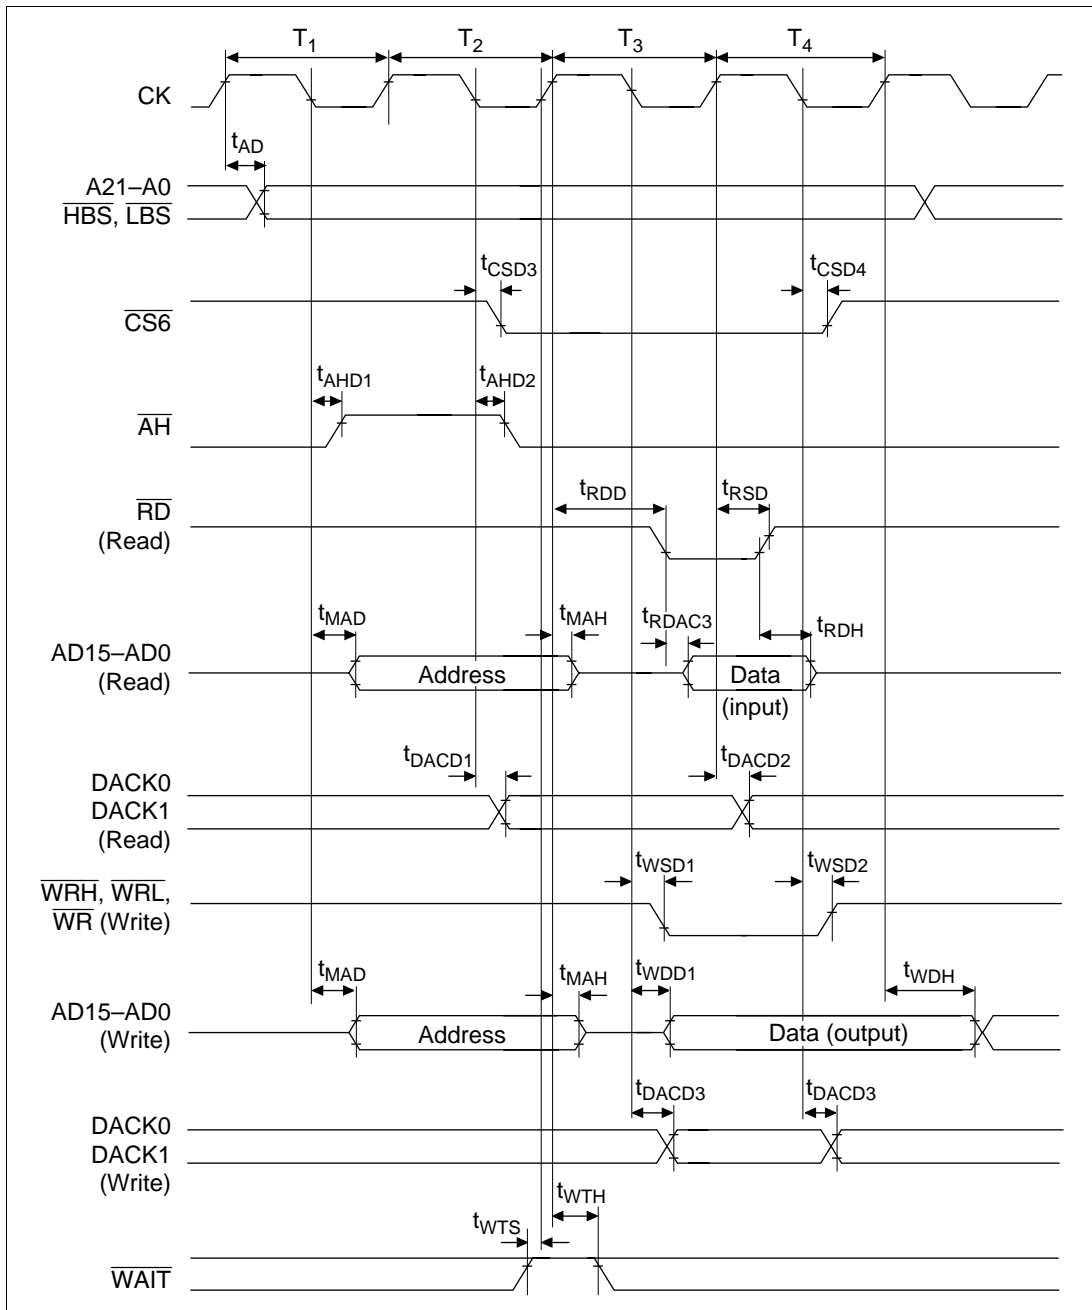 T1 T2 T3 T4
CK
tAD
A21–A0
HBS, LBS
tCSD3 tCSD4
CS6
tAHD1 tAHD2
AH
tRDD tRSD
RD
(Read)
tMAD tMAH tRDAC3 tRDH
AD15–AD0
(Read)
Address Data
(input)
tDACD1 tDACD2
DACK0
DACK1
(Read)
tWSD1 tWSD2
WRH, WRL,
WR (Write)
tMAD tMAH tWDD1 tWDH
AD15–AD0
(Write)
Address Data (output)
tDACD3 tDACD3
DACK0
DACK1
(Write)
tWTH
tWTS
WAIT